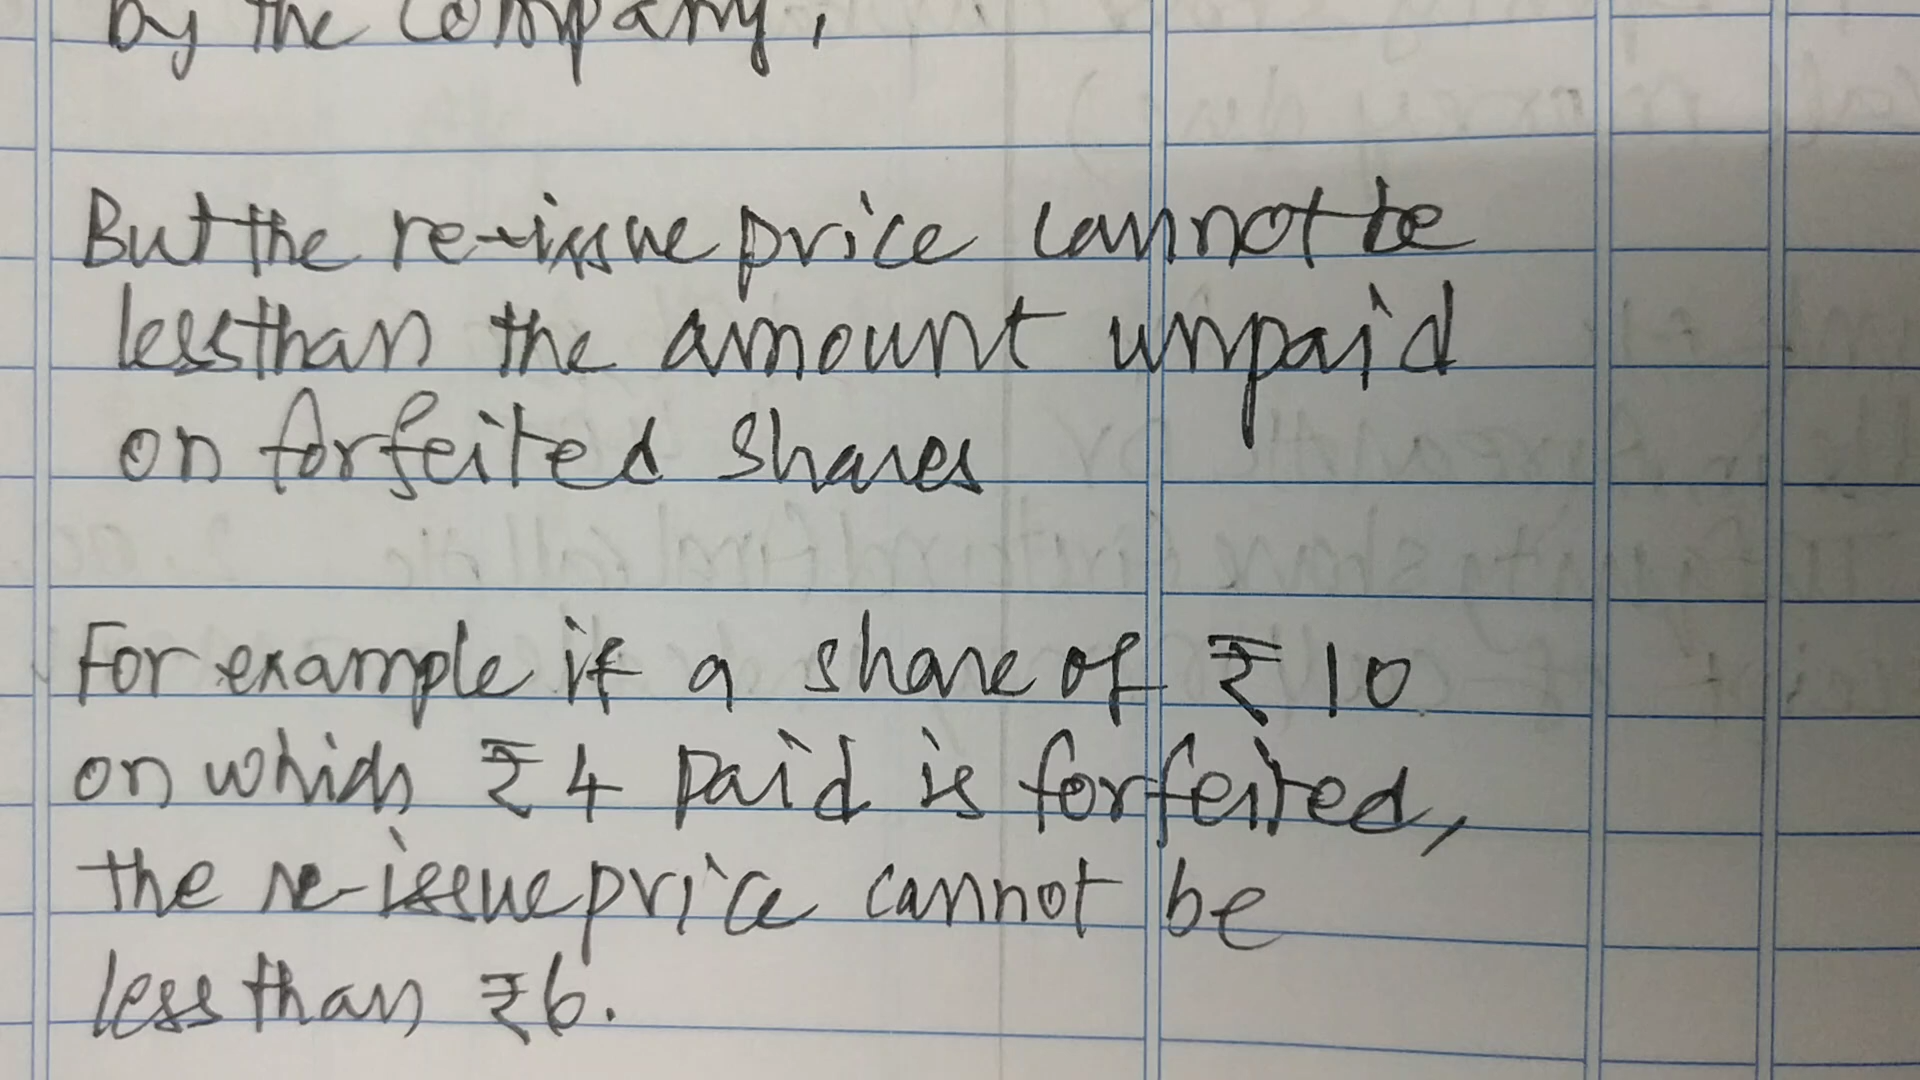 by the company,
But the re-issue price cannot be
less than the amount unpaid
on forfeited shares
For example if a share of ₹ 10
on which ₹ 4 paid is forfeited,
the re-issue price cannot be
less than ₹6.